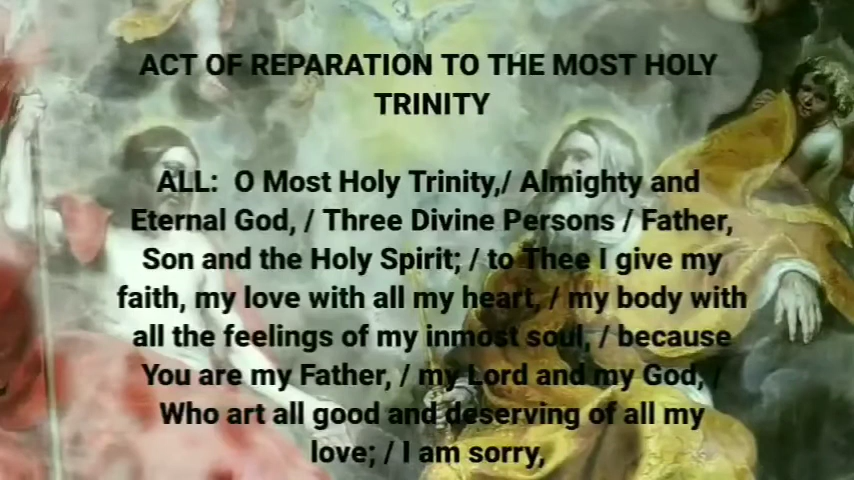 ACT OF REPARATION TO THE MOST HOLY
TRINITY
ALL: O Most Holy Trinity,/ Almighty and
Eternal God, / Three Divine Persons / Father,
Son and the Holy Spirit; / to Thee I give my
faith, my love with all my heart, / my body with
all the feelings of my inmost soul, / because
You are my Father, / my Lord and my God, /
Who art all good and deserving of all my
love; / I am sorry,